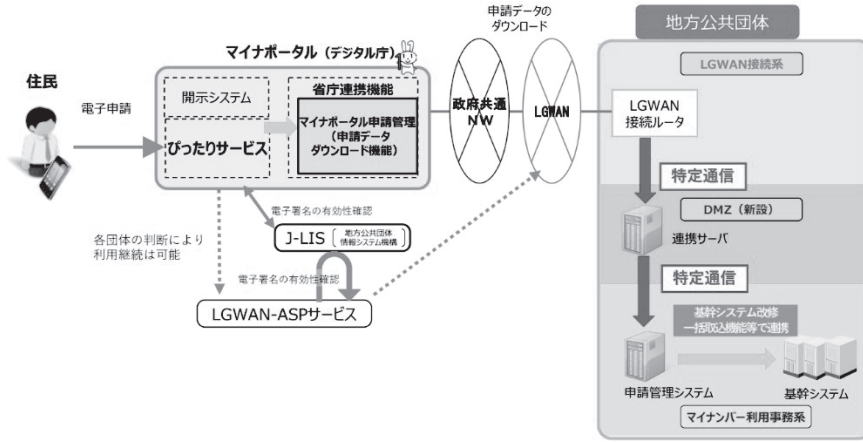 申請データの
ダウンロード
地方公共団体
マイナポータル（デジタル庁）
LGWAN接続系
住民
電子申請
開示システム
ぴったりサービス
省庁連携機能
マイナポータル申請管理
（申請データ
ダウンロード機能）
政府共通
NW
LGWAN
LGWAN
接続ルータ
特定通信
DMZ（新設）
連携サーバ
特定通信
電子署名の有効性確認
各団体の判断により
利用継続は可能
J-LIS
地方公共団体
情報システム機構
電子署名の有効性確認
LGWAN-ASPサービス
基幹システム改修
一括取込機能等で連携
申請管理システム
基幹システム
マイナンバー利用事務系